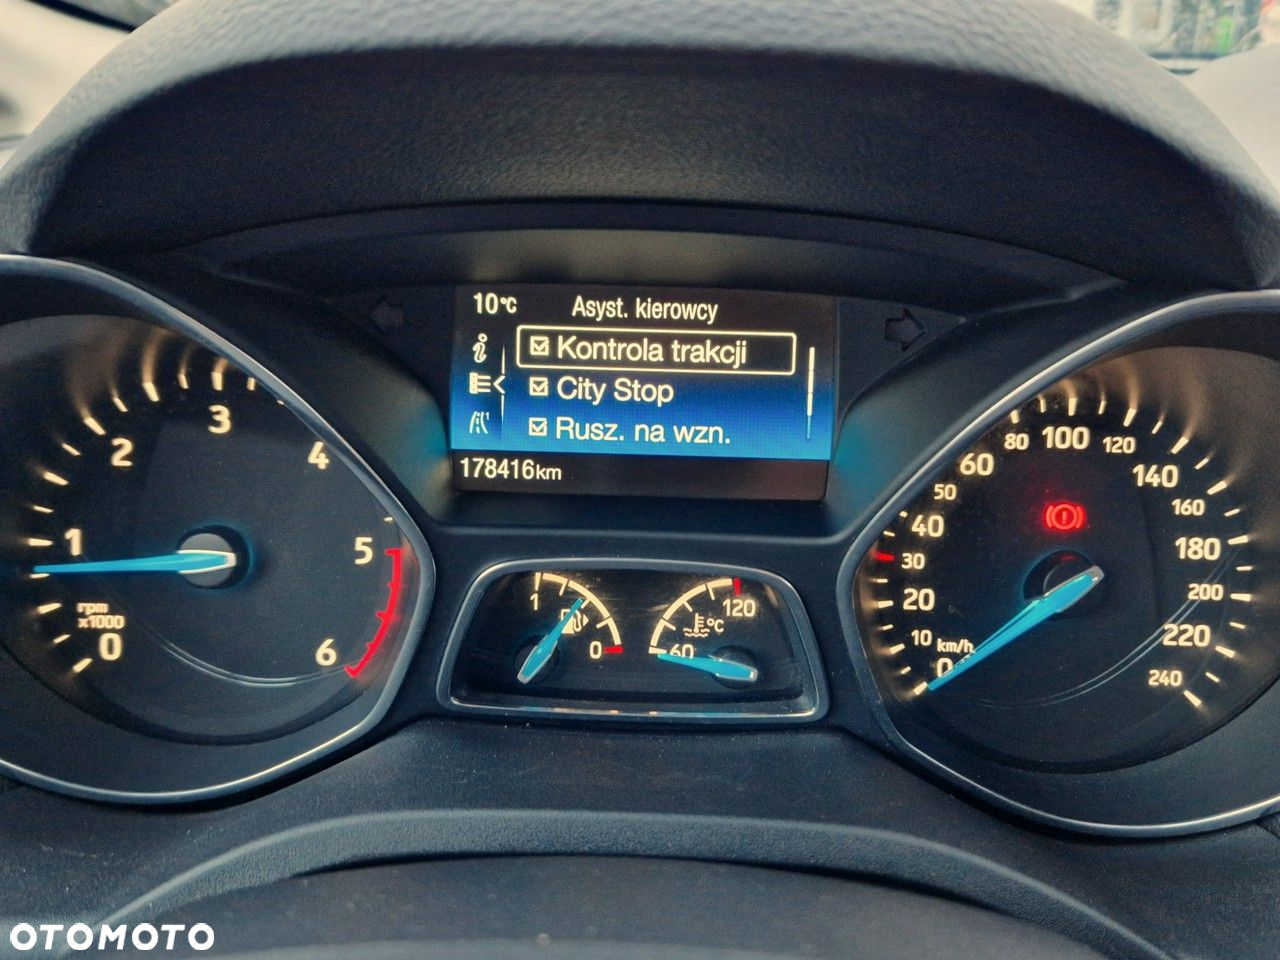 10°C Asyst. kierowcy
Kontrola trakcji
City Stop
Rusz. na wzn.
178416km
0 1 2 3 4 5 6
rpm
x1000
1 0
60 120
°C
0 10 20 30 40 50 60 80 100 120 140 160 180 200 220 240
km/h
OTOMOTO